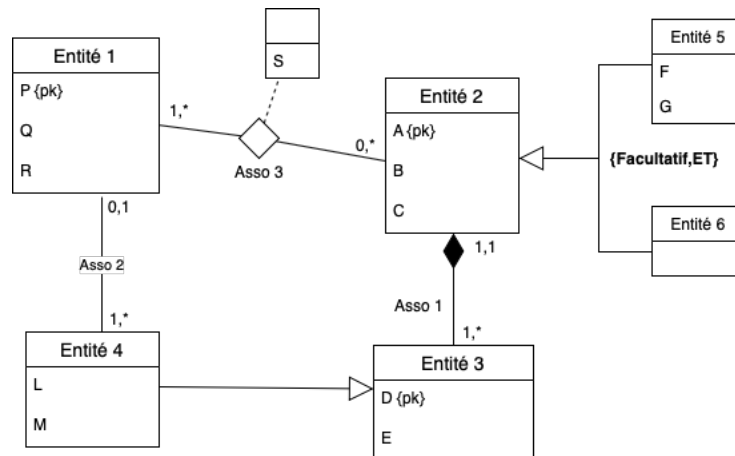 Entité 1
P {pk}
Q
R
S
Entité 2
A {pk}
B
C
Entité 5
F
G
{Facultatif,ET}
Entité 6
1,*
0,*
Asso 3
0,1
Asso 2
1,*
1,1
Asso 1
1,*
Entité 4
L
M
Entité 3
D {pk}
E